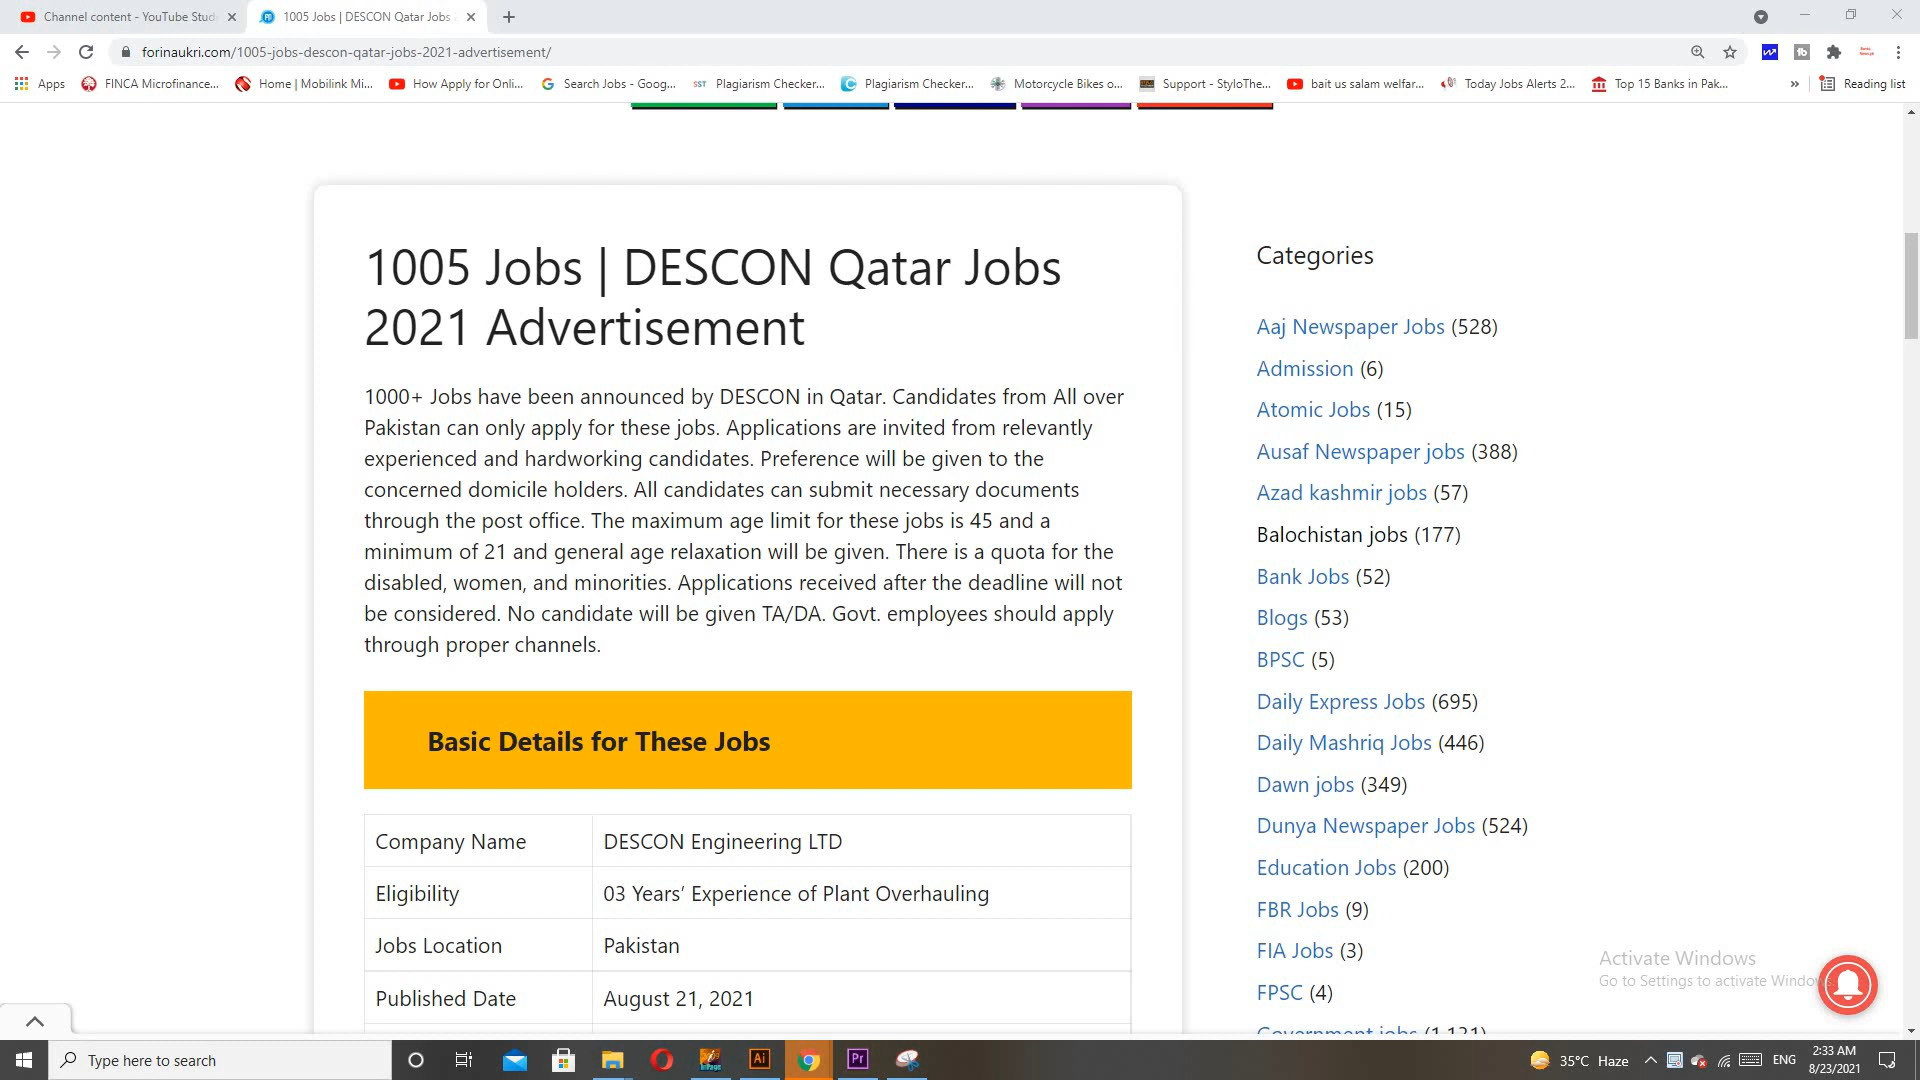 Channel content - YouTube Stud
1005 Jobs | DESCON Qatar Jobs
forinaukri.com/1005-jobs-descon-qatar-jobs-2021-advertisement/
Apps
FINCA Microfinance...
Home | Mobilink Mi...
How Apply for Onli...
Search Jobs - Goog...
SST
Plagiarism Checker...
Plagiarism Checker...
Motorcycle Bikes o...
Support - StyloThe...
bait us salam welfar...
Today Jobs Alerts 2...
Top 15 Banks in Pak...
»
Reading list
1005 Jobs | DESCON Qatar Jobs
2021 Advertisement
1000+ Jobs have been announced by DESCON in Qatar. Candidates from All over
Pakistan can only apply for these jobs. Applications are invited from relevantly
experienced and hardworking candidates. Preference will be given to the
concerned domicile holders. All candidates can submit necessary documents
through the post office. The maximum age limit for these jobs is 45 and a
minimum of 21 and general age relaxation will be given. There is a quota for the
disabled, women, and minorities. Applications received after the deadline will not
be considered. No candidate will be given TA/DA. Govt. employees should apply
through proper channels.
Basic Details for These Jobs
Company Name DESCON Engineering LTD
Eligibility 03 Years’ Experience of Plant Overhauling
Jobs Location Pakistan
Published Date August 21, 2021
Categories
Aaj Newspaper Jobs (528)
Admission (6)
Atomic Jobs (15)
Ausaf Newspaper jobs (388)
Azad kashmir jobs (57)
Balochistan jobs (177)
Bank Jobs (52)
Blogs (53)
BPSC (5)
Daily Express Jobs (695)
Daily Mashriq Jobs (446)
Dawn jobs (349)
Dunya Newspaper Jobs (524)
Education Jobs (200)
FBR Jobs (9)
FIA Jobs (3)
FPSC (4)
Government jobs (1,131)
Activate Windows
Go to Settings to activate Windows.
Type here to search
Ai
Pr
35°C Haze
ENG
2:33 AM
8/23/2021